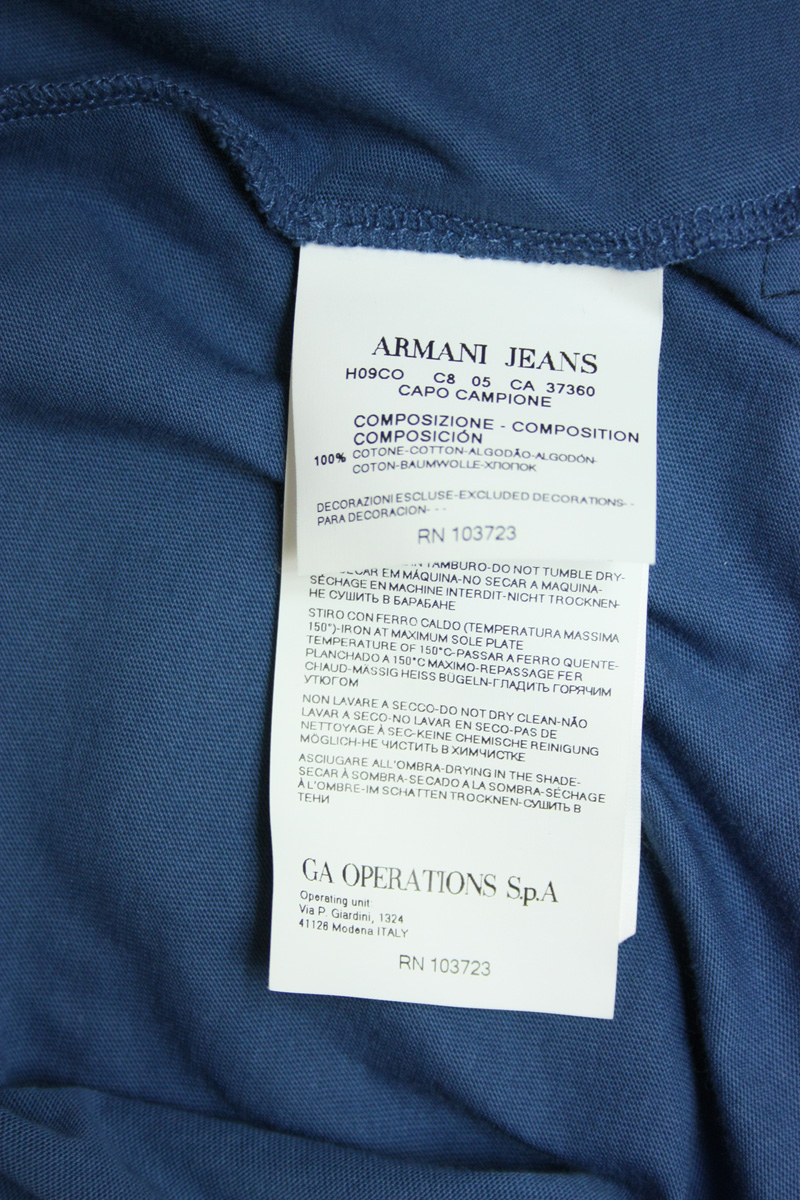 ARMANI JEANS
H09CO C8 05 CA 37360
CAPO CAMPIONE
COMPOSIZIONE - COMPOSITION
COMPOSICIÓN
100% COTONE-COTTON-ALGODÃO-ALGODÓN-
COTON-BAUMWOLLE-ХЛОПОК
DECORAZIONI ESCLUSE-EXCLUDED DECORATIONS- -
PARA DECORACION- - -
RN 103723
TAMBURO-DO NOT TUMBLE DRY-
SECAR EM MÁQUINA-NO SECAR A MAQUINA-
SÉCHAGE EN MACHINE INTERDIT-NICHT TROCKNEN-
НЕ СУШИТЬ В БАРАБАНЕ
STIRO CON FERRO CALDO (TEMPERATURA MASSIMA
150°)-IRON AT MAXIMUM SOLE PLATE
TEMPERATURE OF 150°C-PASSAR A FERRO QUENTE-
PLANCHADO A 150°C MAXIMO-REPASSAGE FER
CHAUD-MÄSSIG HEISS BÜGELN-ГЛАДИТЬ ГОРЯЧИМ
УТЮГОМ
NON LAVARE A SECCO-DO NOT DRY CLEAN-NÃO
LAVAR A SECO-NO LAVAR EN SECO-PAS DE
NETTOYAGE À SEC-KEINE CHEMISCHE REINIGUNG
MÖGLICH-НЕ ЧИСТИТЬ В ХИМЧИСТКЕ
ASCIUGARE ALL'OMBRA-DRYING IN THE SHADE-
SECAR À SOMBRA-SECADO A LA SOMBRA-SÉCHAGE
À L'OMBRE-IM SCHATTEN TROCKNEN-СУШИТЬ В
ТЕНИ
GA OPERATIONS S.p.A
Operating unit:
Via P. Giardini, 1324
41126 Modena ITALY
RN 103723